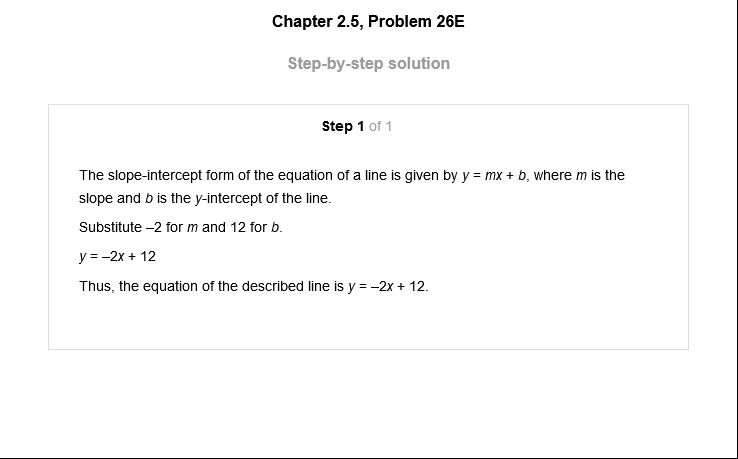 Chapter 2.5, Problem 26E
Step-by-step solution
Step 1 of 1
The slope-intercept form of the equation of a line is given by y = mx + b, where m is the
slope and b is the y-intercept of the line.
Substitute –2 for m and 12 for b.
y = –2x + 12
Thus, the equation of the described line is y = –2x + 12.